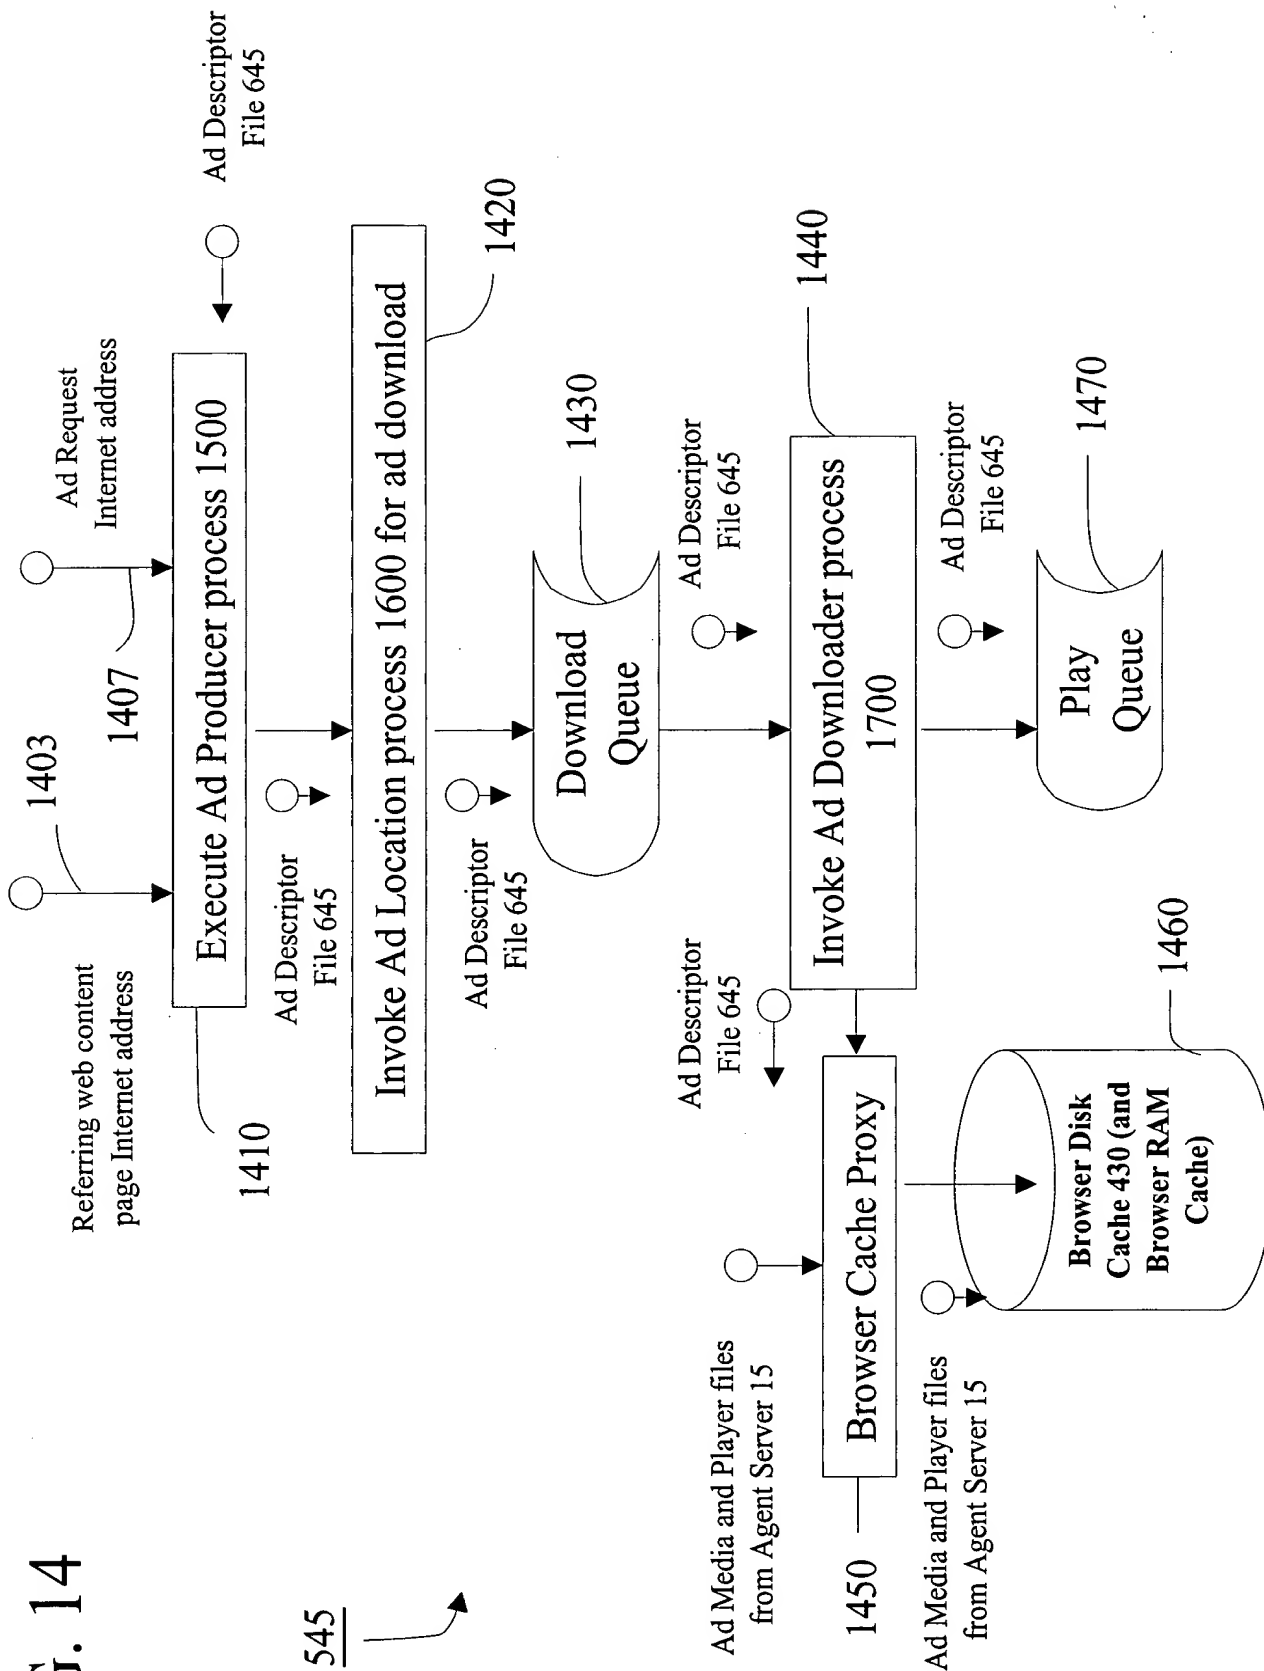 G. 14
545
Referring web content
page Internet address
1403
Ad Request
Internet address
1407
Ad Descriptor
File 645
1410
Execute Ad Producer process 1500
Ad Descriptor
File 645
Invoke Ad Location process 1600 for ad download
1420
Ad Descriptor
File 645
Download
Queue
1430
Ad Descriptor
File 645
Ad Descriptor
File 645
Invoke Ad Downloader process
1700
1440
Ad Media and Player files
from Agent Server 15
1450
Browser Cache Proxy
Ad Descriptor
File 645
Play
Queue
1470
Ad Media and Player files
from Agent Server 15
Browser Disk
Cache 430 (and
Browser RAM
Cache)
1460